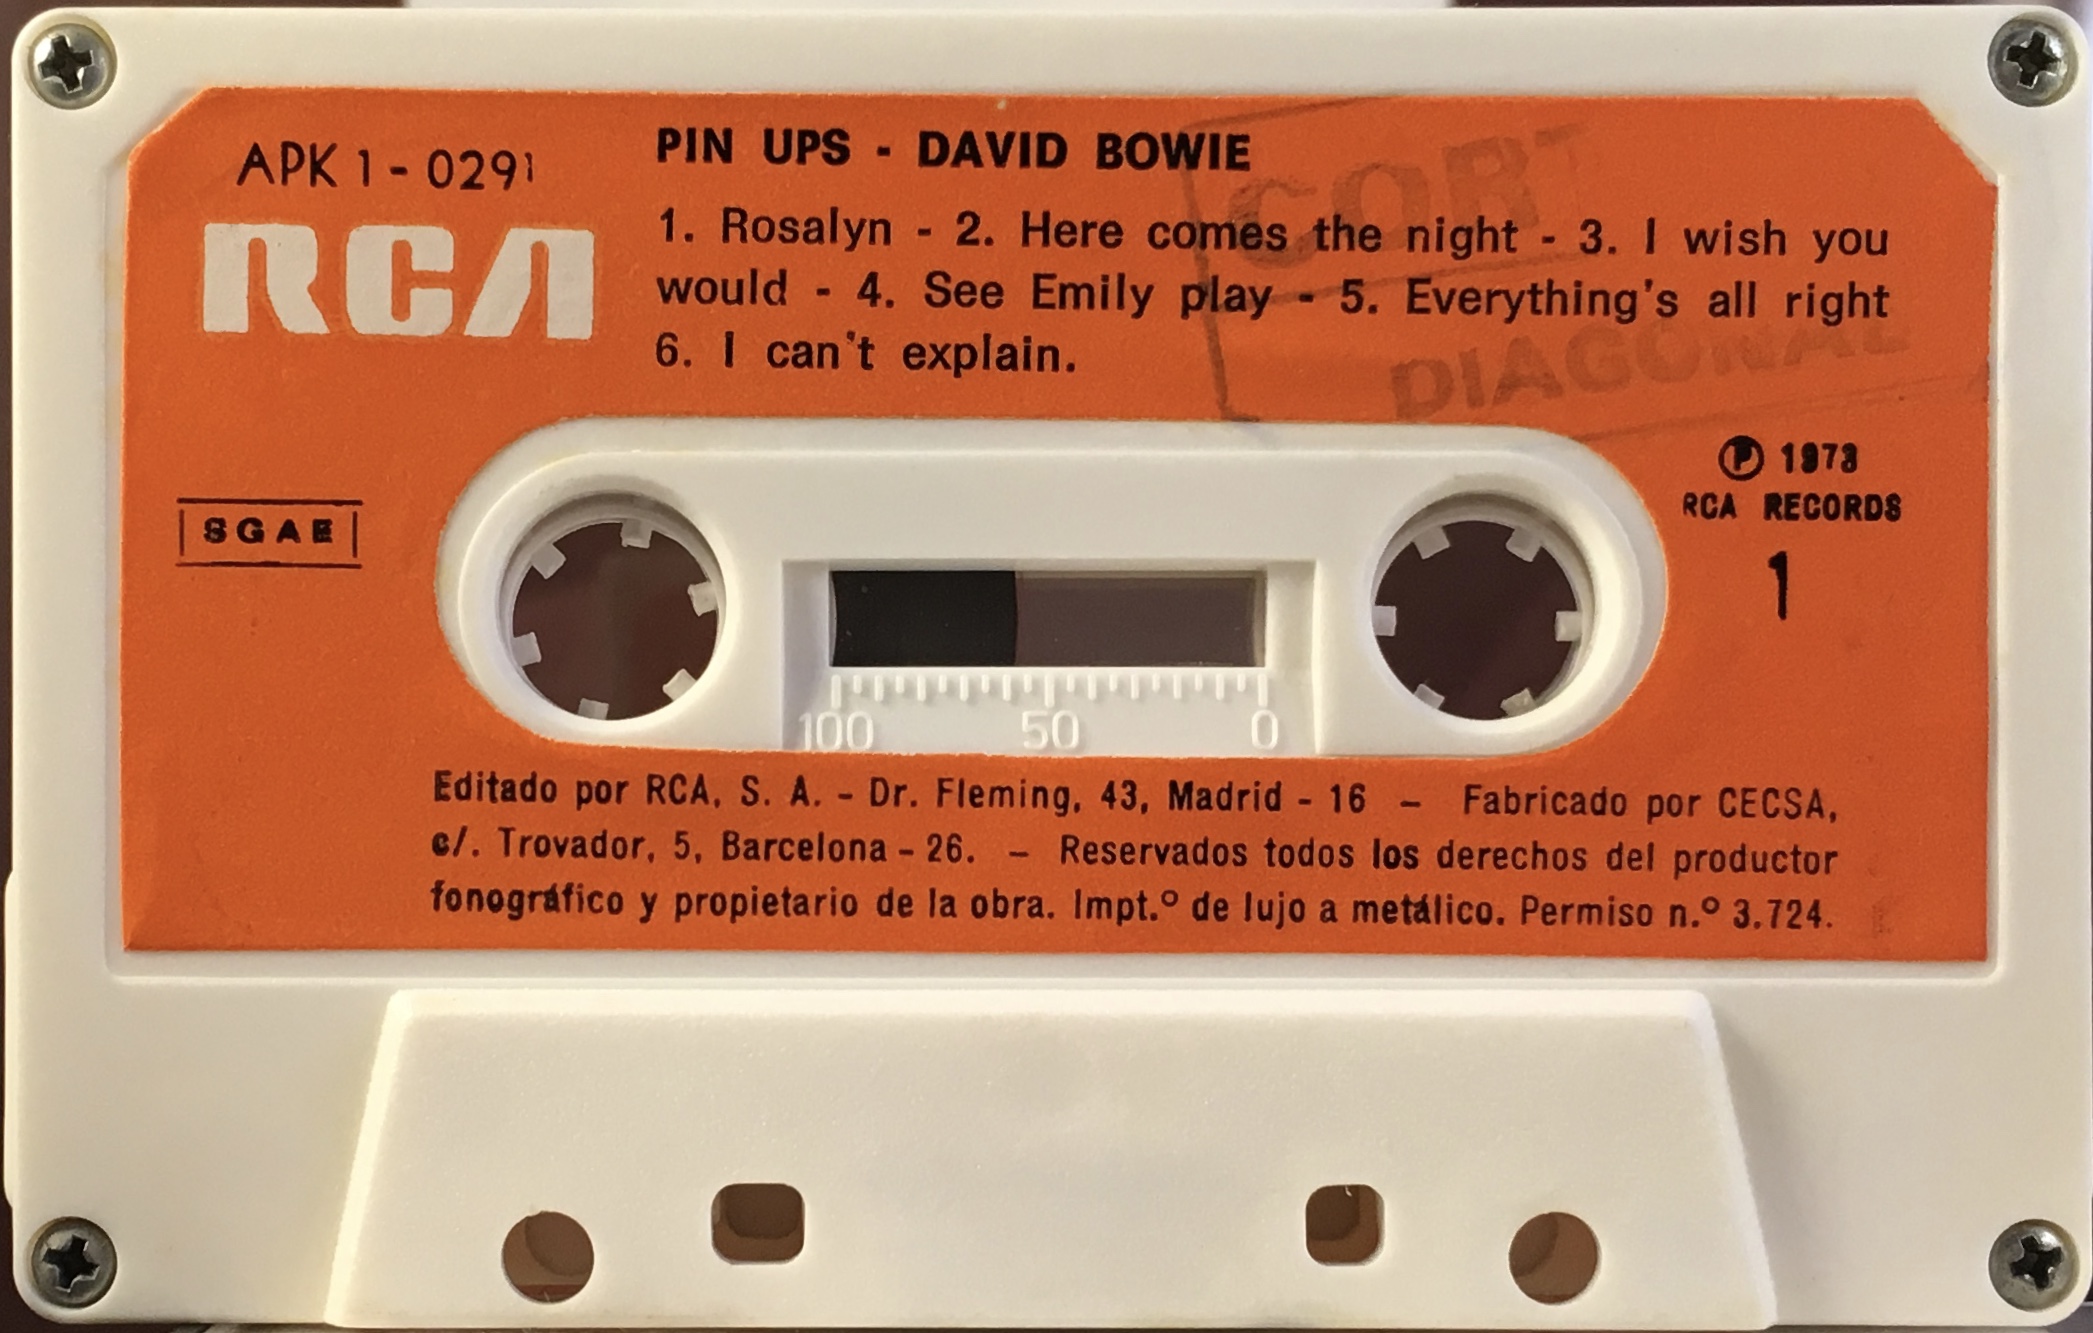 APK 1 - 0291
RCA
PIN UPS - DAVID BOWIE
1. Rosalyn - 2. Here comes the night - 3. I wish you
would - 4. See Emily play - 5. Everything's all right
6. I can't explain.
DIAGONAL
SGAE
Ⓟ 1973
RCA RECORDS
1
100 50 0
Editado por RCA, S. A. - Dr. Fleming, 43, Madrid - 16 – Fabricado por CECSA,
c/. Trovador, 5, Barcelona - 26. – Reservados todos los derechos del productor
fonográfico y propietario de la obra. Impt.º de lujo a metálico. Permiso n.º 3.724.